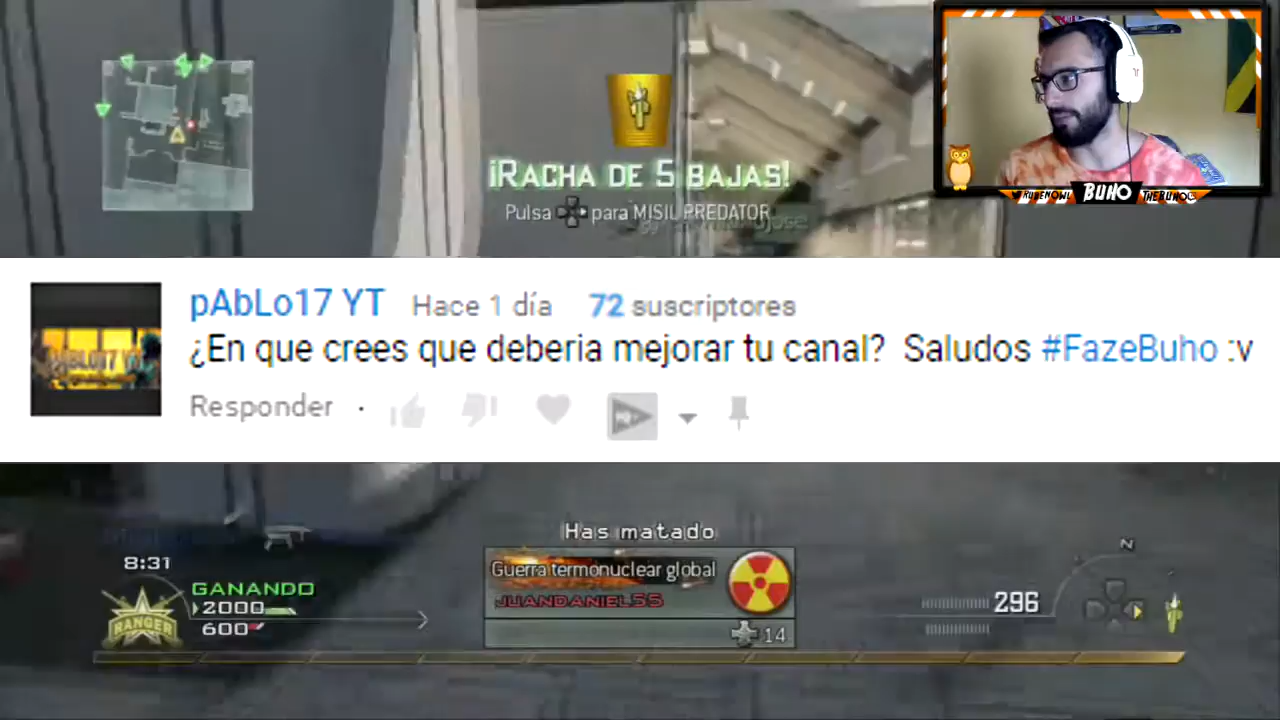 ¡RACHA DE 5 BAJAS!
Pulsa para MISIL PREDATOR
RUBENOWL BUHO THEBUHO
pAbLo17 YT Hace 1 día 72 suscriptores
¿En que crees que deberia mejorar tu canal? Saludos #FazeBuho :v
Responder ·
Has matado
8:31
GANANDO
2000
600
RANGER
Guerra termonuclear global
JUANDANIEL55
14
296
N